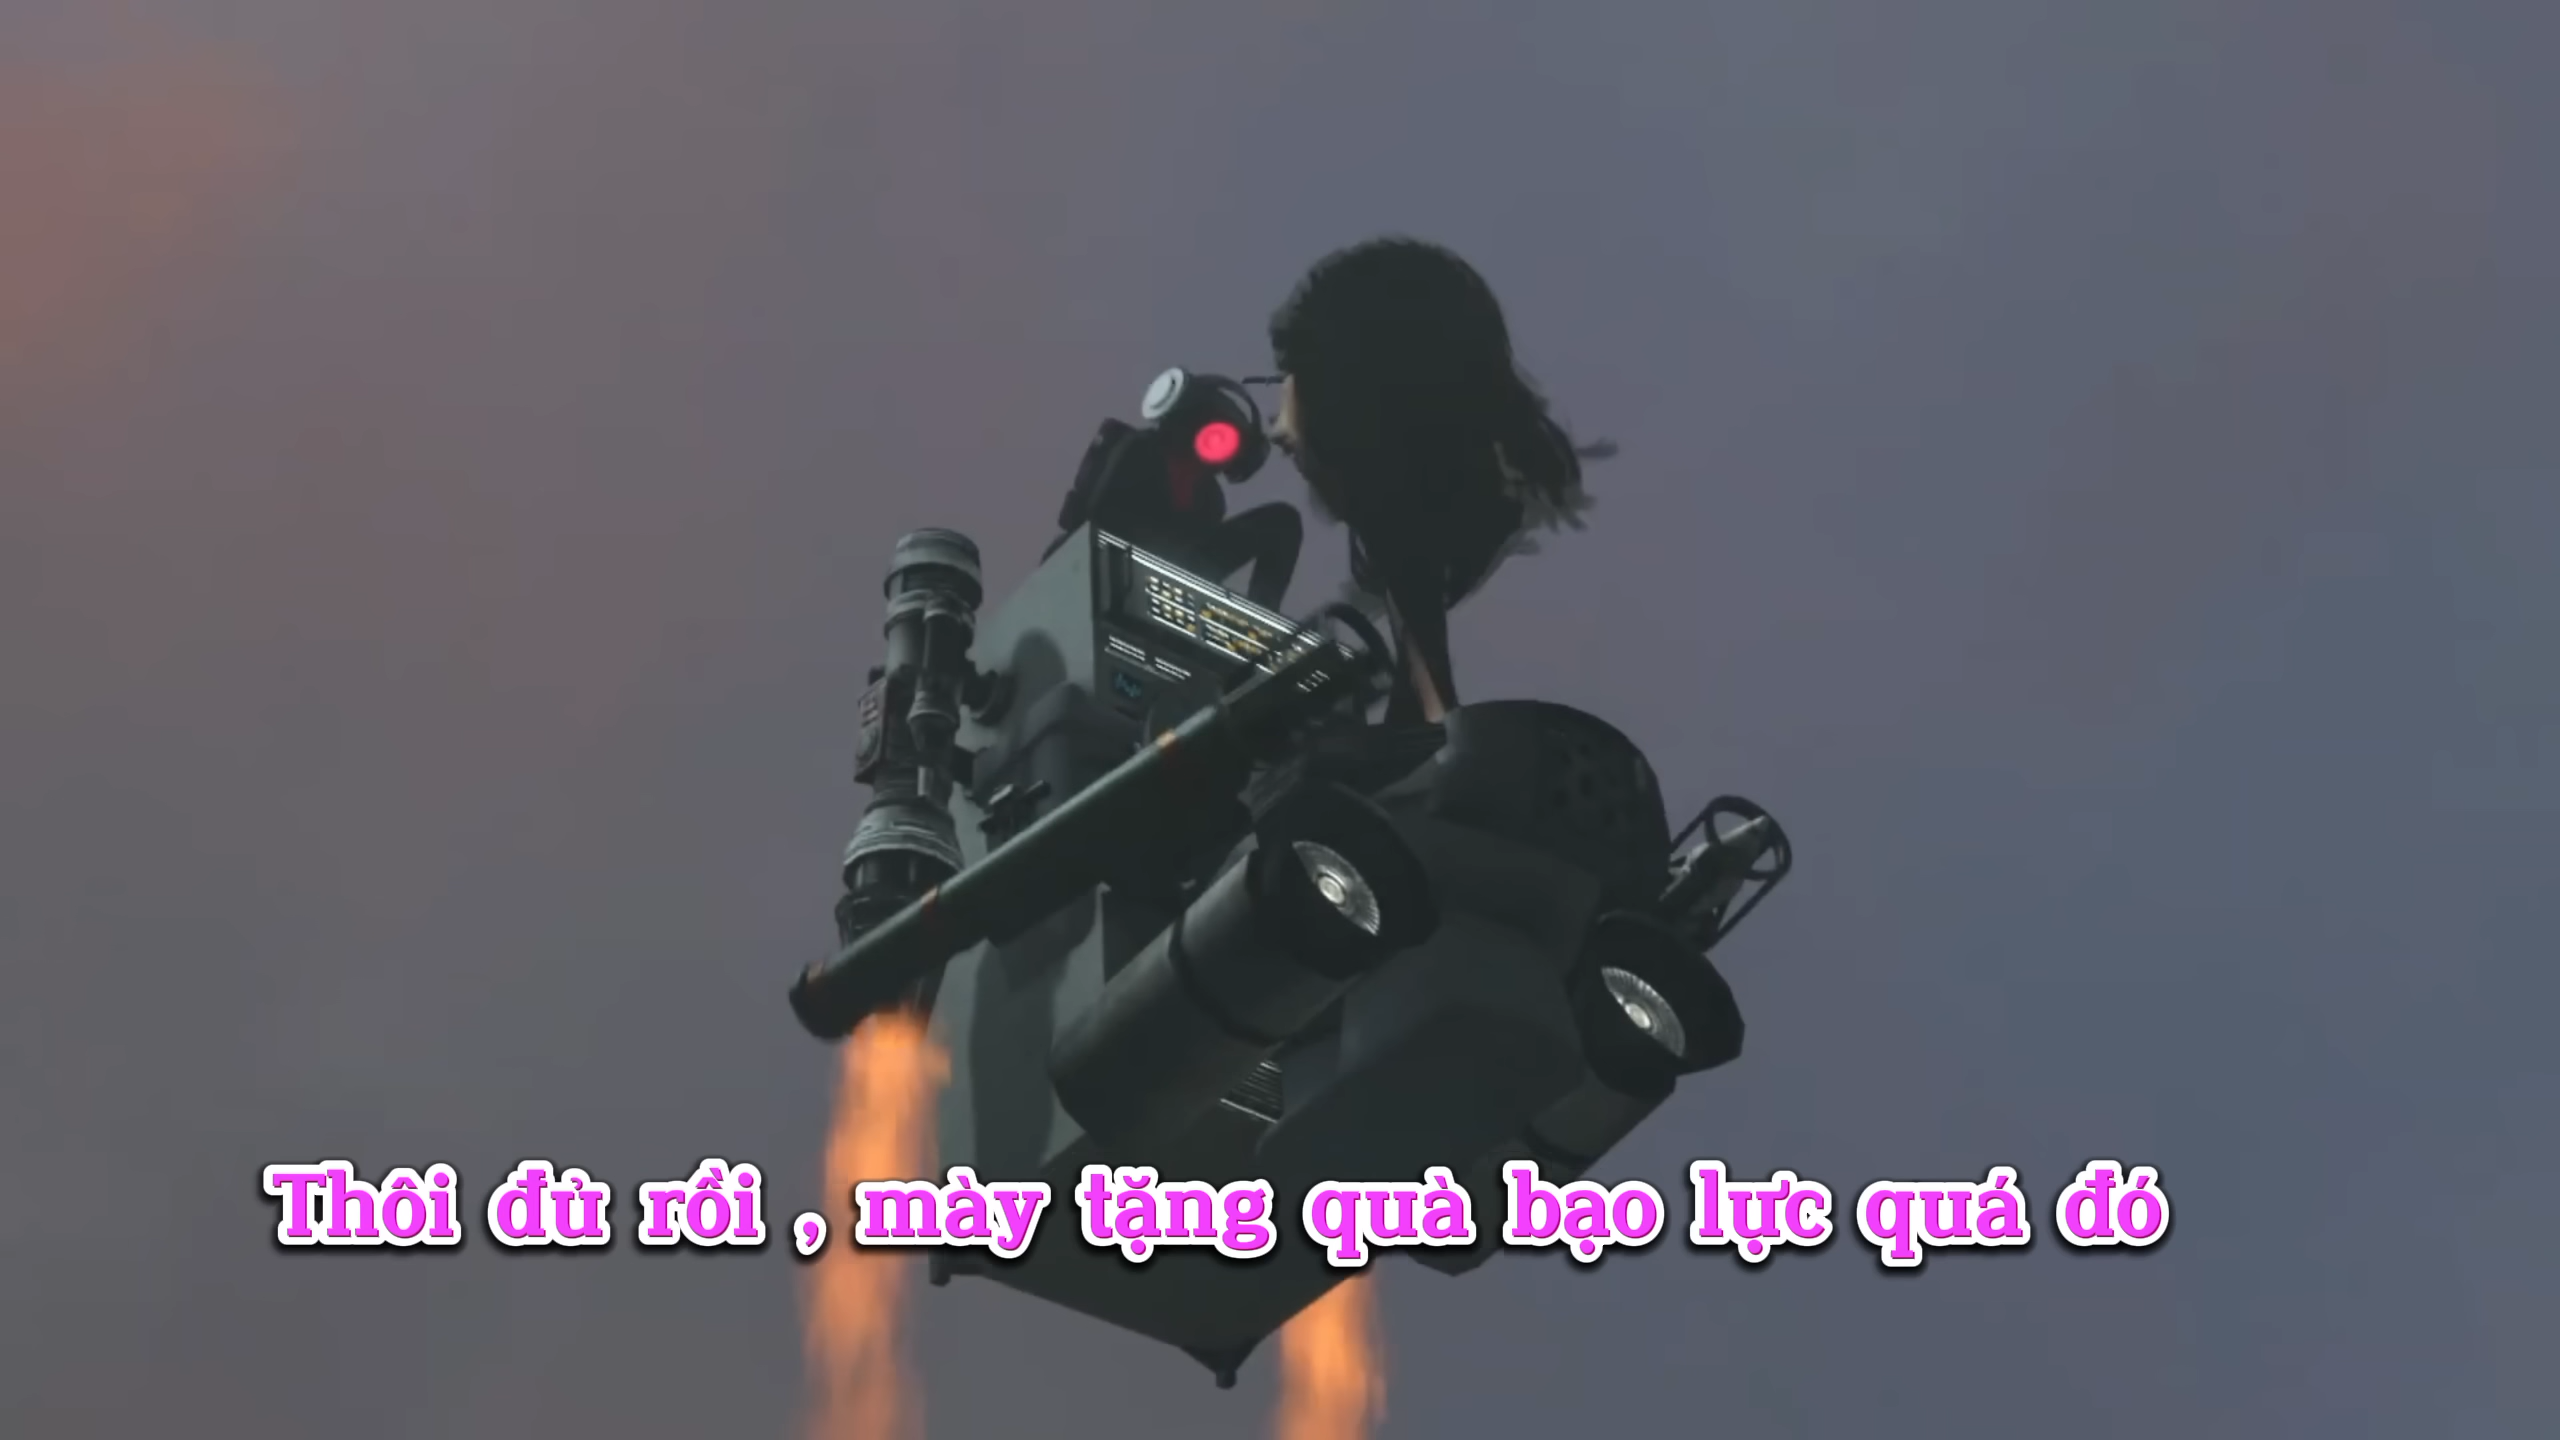 Thôi đủ rồi , mày tặng quà bạo lực quá đó